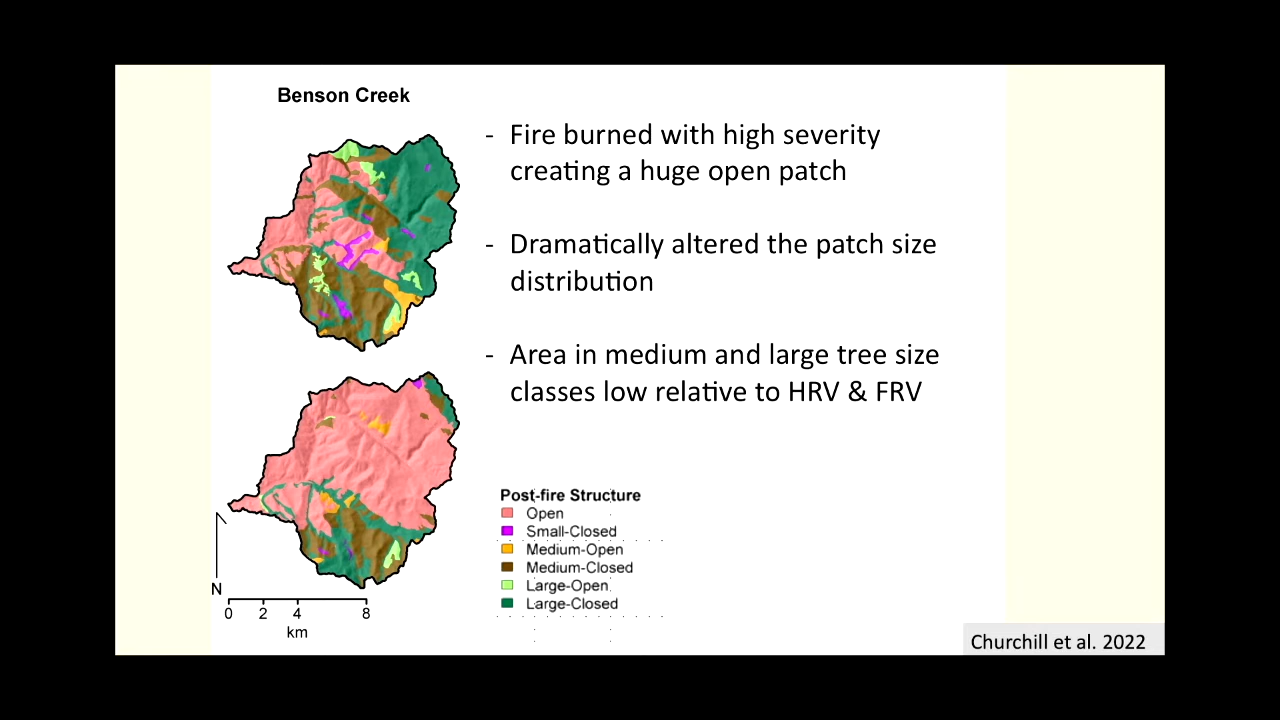 Benson Creek
- Fire burned with high severity
creating a huge open patch
- Dramatically altered the patch size
distribution
- Area in medium and large tree size
classes low relative to HRV & FRV
Post-fire Structure
Open
Small-Closed
Medium-Open
Medium-Closed
Large-Open
Large-Closed
N
0 2 4 8
km
Churchill et al. 2022